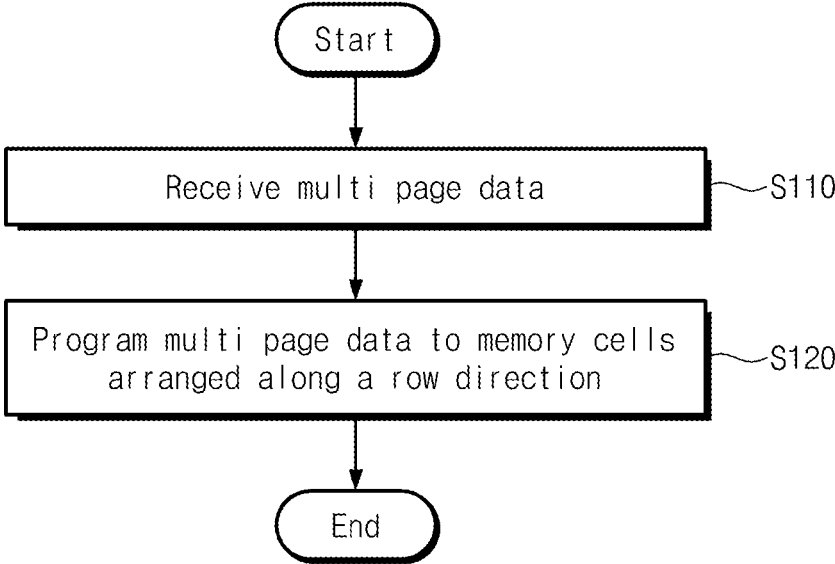 Start
Receive multi page data
S110
Program multi page data to memory cells
arranged along a row direction
S120
End